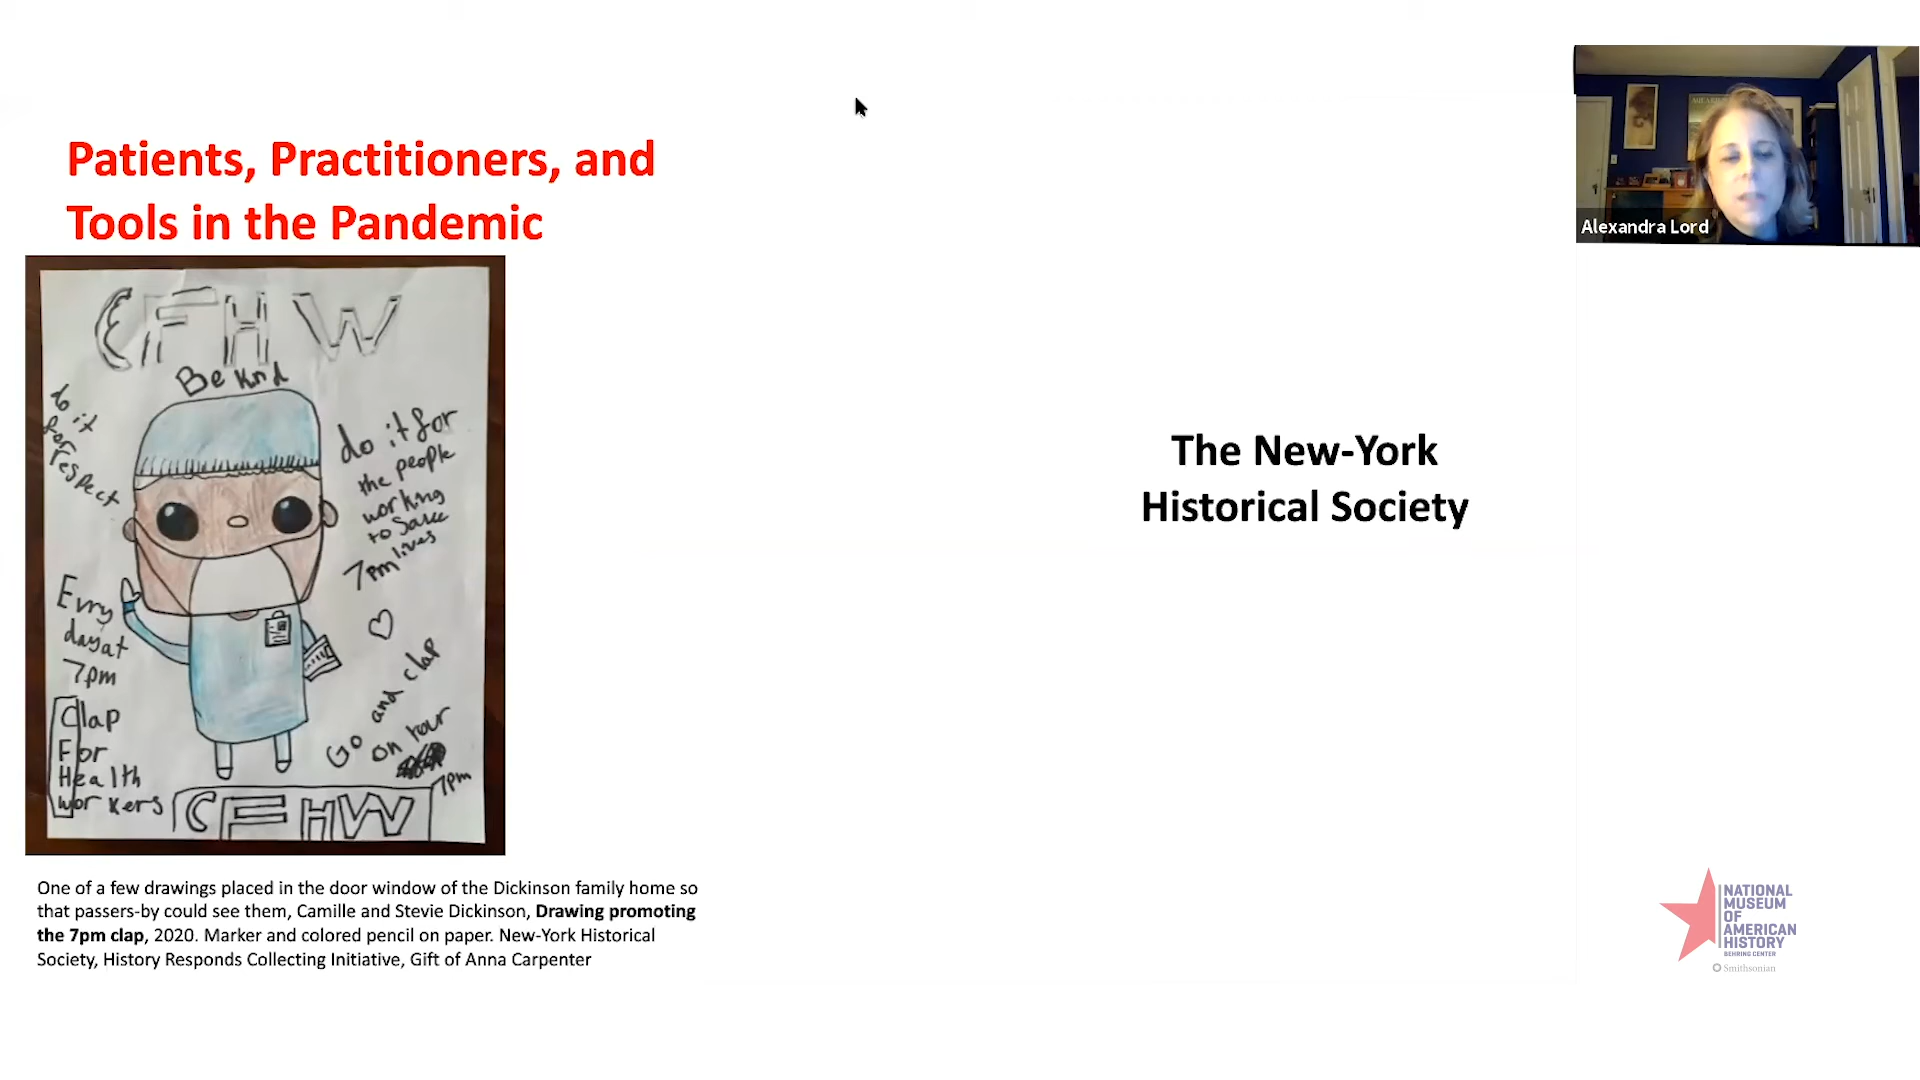 Patients, Practitioners, and
Tools in the Pandemic
CFHW
Be Knd
do it
for
respect
do it for
the people
working
to save
lives
7pm
Evry
day at
7pm
Clap
For
Health
workers
Go and clap
on your
7pm
CFHW
One of a few drawings placed in the door window of the Dickinson family home so
that passers-by could see them, Camille and Stevie Dickinson, Drawing promoting
the 7pm clap, 2020. Marker and colored pencil on paper. New-York Historical
Society, History Responds Collecting Initiative, Gift of Anna Carpenter
The New-York
Historical Society
Alexandra Lord
NATIONAL
MUSEUM
OF
AMERICAN
HISTORY
BEHRING CENTER
Smithsonian